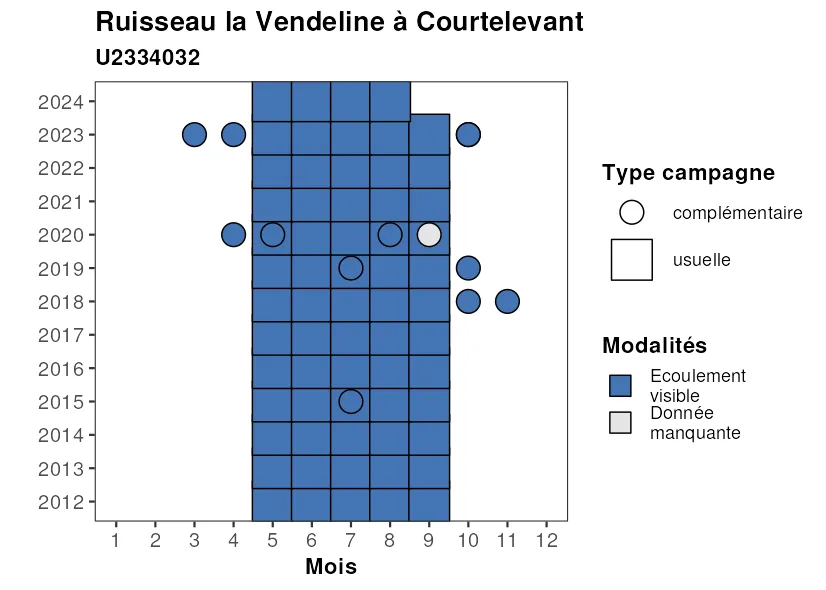 Ruisseau la Vendeline à Courtelevant
U2334032
2024
2023
2022
2021
2020
2019
2018
2017
2016
2015
2014
2013
2012
1 2 3 4 5 6 7 8 9 10 11 12
Mois
Type campagne
complémentaire
usuelle
Modalités
Ecoulement
visible
Donnée
manquante